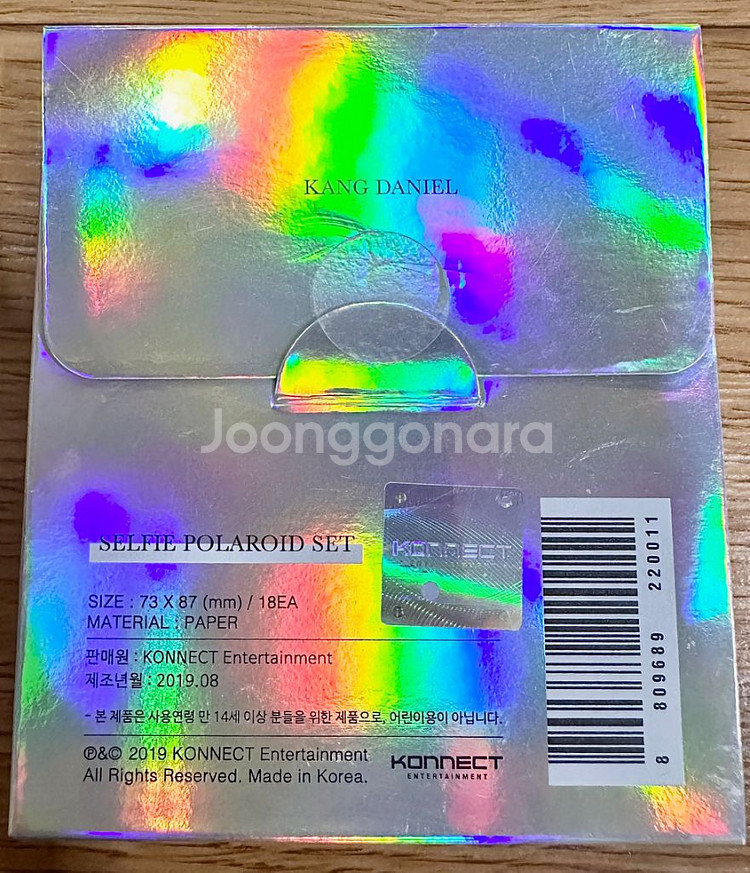 KANG DANIEL
Joonggonara
SELFIE POLAROID SET
KONNECT
SIZE : 73 X 87 (mm) / 18EA
MATERIAL : PAPER
판매원 : KONNECT Entertainment
제조년월 : 2019.08
- 본 제품은 사용연령 만 14세 이상 분들을 위한 제품으로, 어린이용이 아닙니다.
℗&© 2019 KONNECT Entertainment
All Rights Reserved. Made in Korea.
KONNECT
ENTERTAINMENT
8 809689 220011